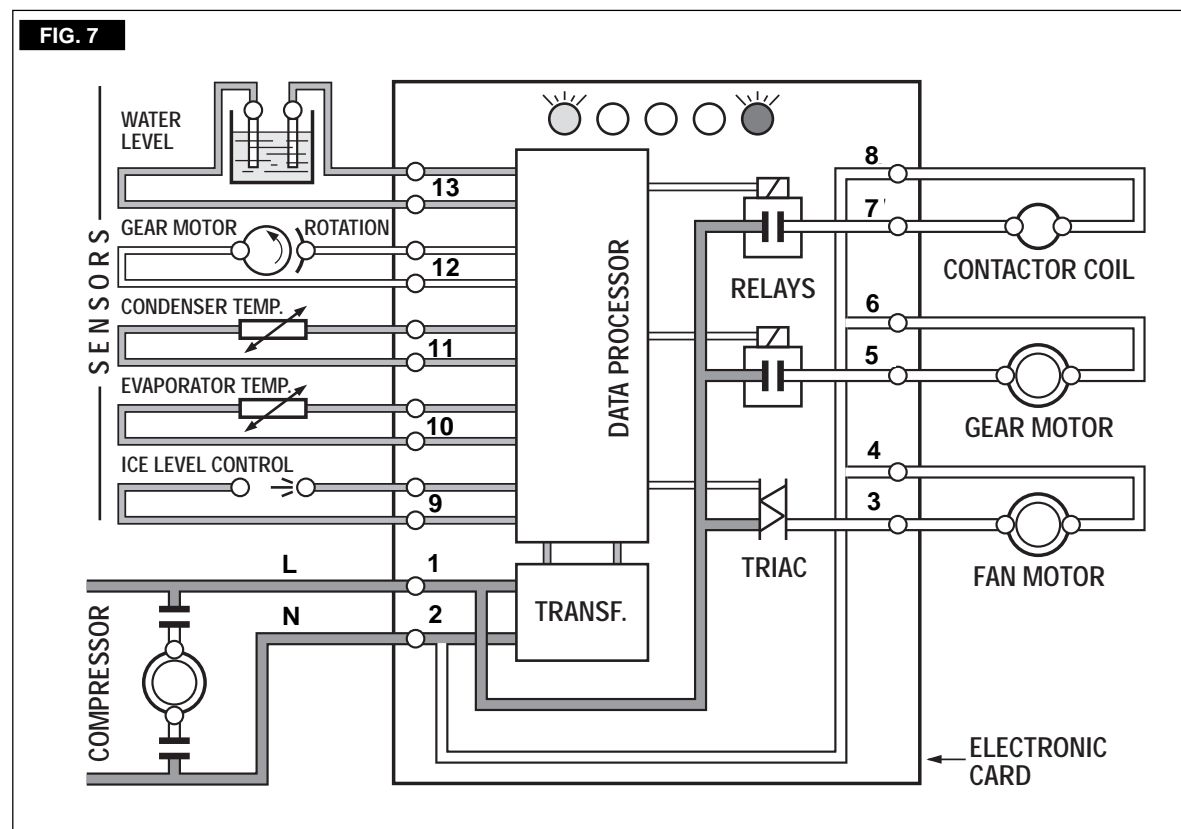 FIG. 7
SENSORS
WATER
LEVEL
13
GEAR MOTOR ROTATION
12
CONDENSER TEMP.
11
EVAPORATOR TEMP.
10
ICE LEVEL CONTROL
9
L
1
N
2
COMPRESSOR
DATA PROCESSOR
TRANSF.
RELAYS
TRIAC
8
7
CONTACTOR COIL
6
5
GEAR MOTOR
4
3
FAN MOTOR
ELECTRONIC
CARD